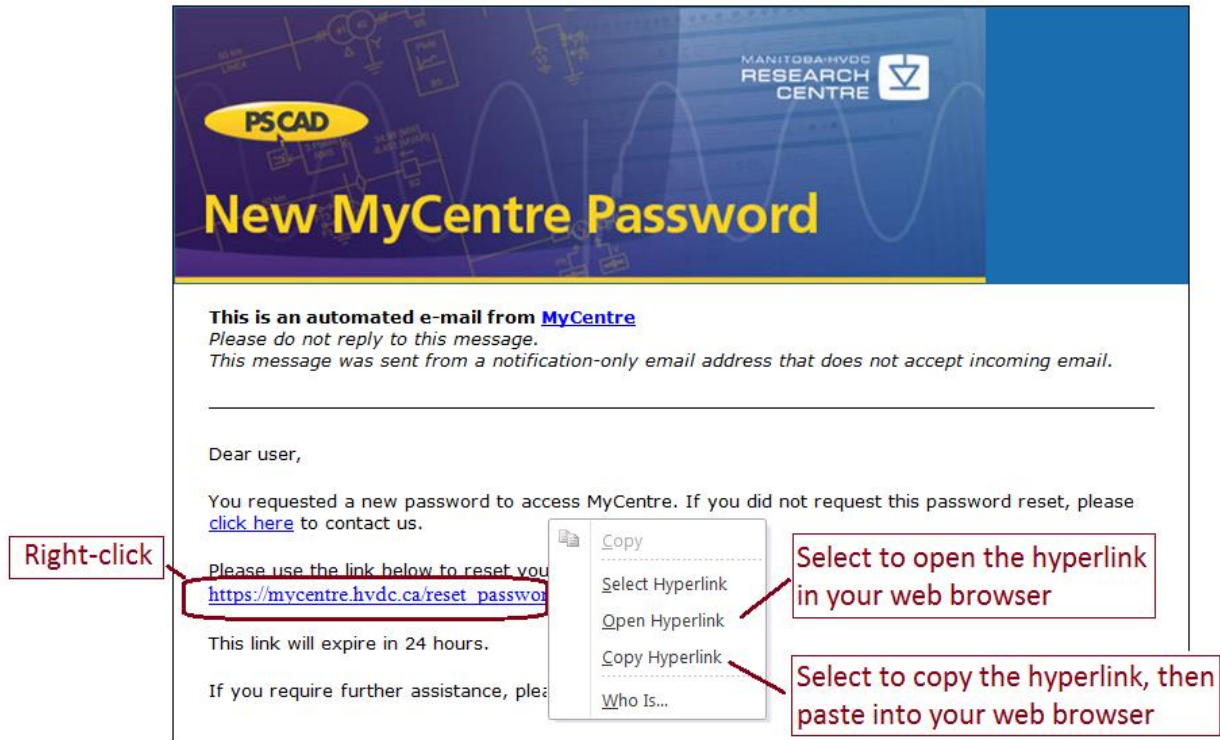 MANITOBA·HVDC
RESEARCH
CENTRE
PSCAD
New MyCentre Password
This is an automated e-mail from MyCentre
Please do not reply to this message.
This message was sent from a notification-only email address that does not accept incoming email.
Dear user,
You requested a new password to access MyCentre. If you did not request this password reset, please
click here to contact us.
Right-click
Please use the link below to reset you
https://mycentre.hvdc.ca/reset_passwor
This link will expire in 24 hours.
If you require further assistance, plea
Copy
Select Hyperlink
Open Hyperlink
Copy Hyperlink
Who Is...
Select to open the hyperlink
in your web browser
Select to copy the hyperlink, then
paste into your web browser